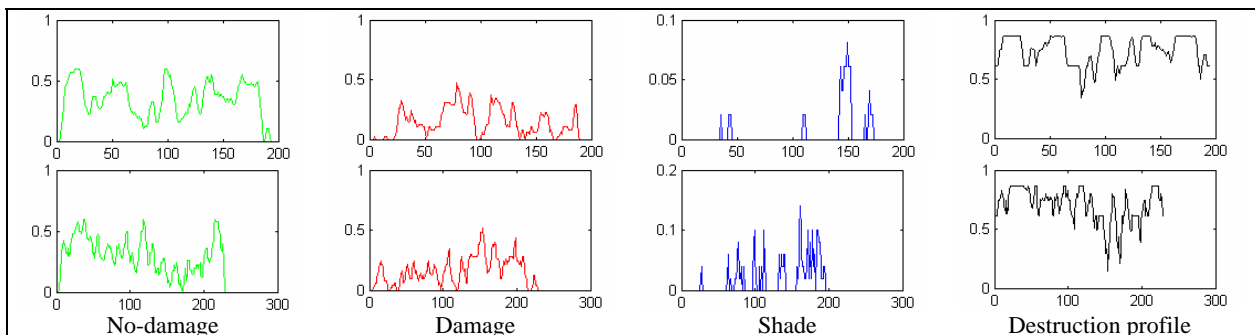 1 1 0.1 1
0.5 0.5 0.05 0.5
0 0 0 0
0 50 100 150 200 0 50 100 150 200 0 50 100 150 200 0 50 100 150 200
1 1 0.2 1
0.5 0.5 0.1 0.5
0 0 0 0
0 100 200 300 0 100 200 300 0 100 200 300 0 100 200 300
No-damage Damage Shade Destruction profile